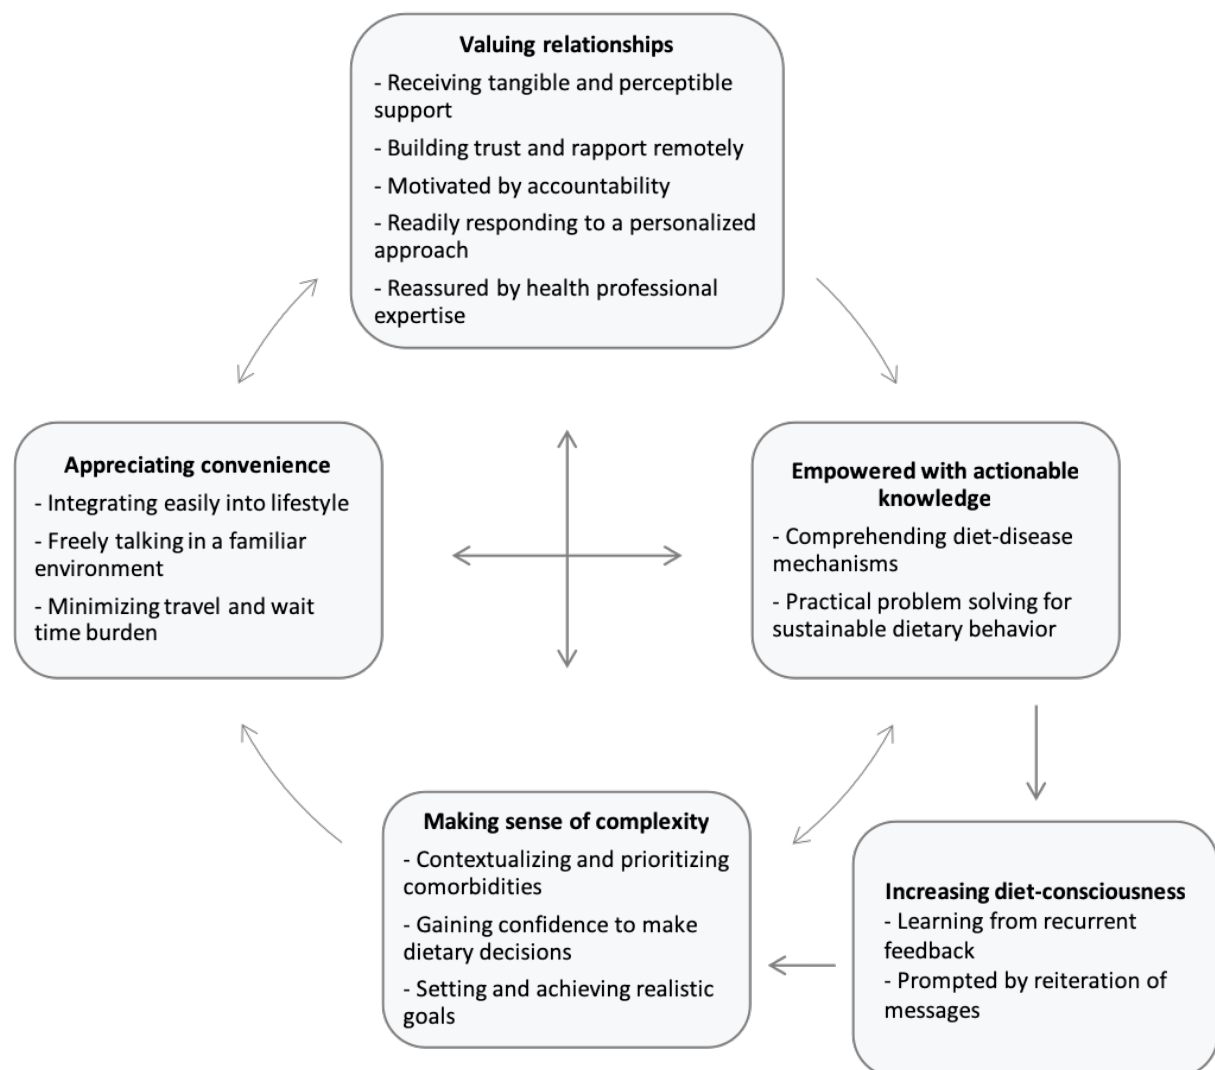 Valuing relationships
- Receiving tangible and perceptible
support
- Building trust and rapport remotely
- Motivated by accountability
- Readily responding to a personalized
approach
- Reassured by health professional
expertise
Appreciating convenience
- Integrating easily into lifestyle
- Freely talking in a familiar
environment
- Minimizing travel and wait
time burden
Empowered with actionable
knowledge
- Comprehending diet-disease
mechanisms
- Practical problem solving for
sustainable dietary behavior
Making sense of complexity
- Contextualizing and prioritizing
comorbidities
- Gaining confidence to make
dietary decisions
- Setting and achieving realistic
goals
Increasing diet-consciousness
- Learning from recurrent
feedback
- Prompted by reiteration of
messages